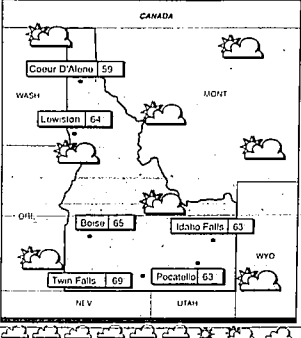 CANADA
Coeur D'Alene 59
WASH
MONT
Lewiston 64
ORE.
Boise 65
Idaho Falls 63
WYO
Twin Falls 69
Pocatello 63
NEV
UTAH